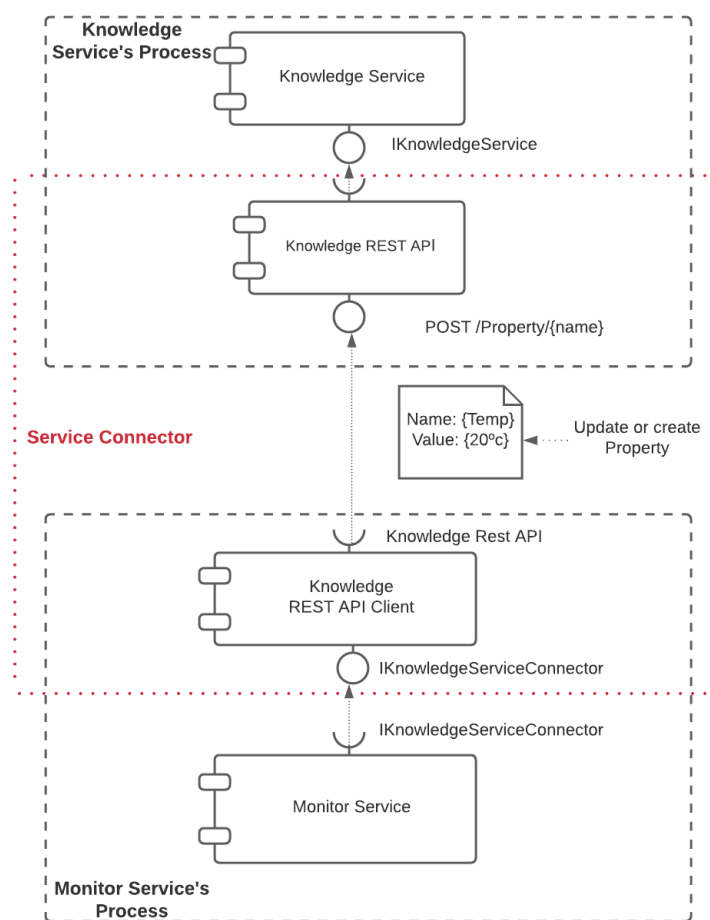 Knowledge
Service's Process
Knowledge Service
IKnowledgeService
Knowledge REST API
POST /Property/{name}
Name: {Temp}
Value: {20ºc}
Update or create
Property
Service Connector
Knowledge Rest API
Knowledge
REST API Client
IKnowledgeServiceConnector
IKnowledgeServiceConnector
Monitor Service
Monitor Service's
Process